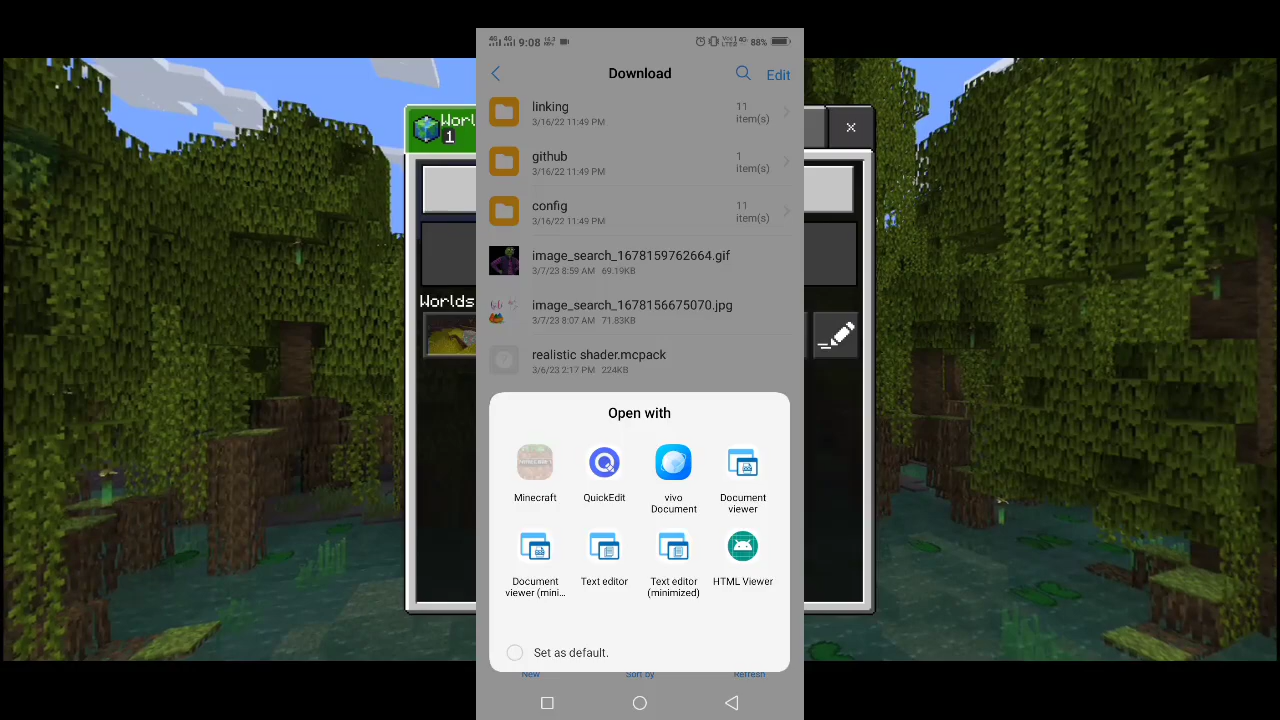 9:08
88%
Download
Edit
linking
3/16/22 11:49 PM
11
item(s)
github
3/16/22 11:49 PM
1
item(s)
config
3/16/22 11:49 PM
11
item(s)
image_search_1678159762664.gif
3/7/23 8:59 AM 69.19KB
image_search_1678156675070.jpg
3/7/23 8:07 AM 71.83KB
realistic shader.mcpack
3/6/23 2:17 PM 224KB
1
Worlds
Open with
Minecraft
QuickEdit
vivo
Document
Document
viewer
Document
viewer (mini...
Text editor
Text editor
(minimized)
HTML Viewer
Set as default.
New
Sort by
Refresh